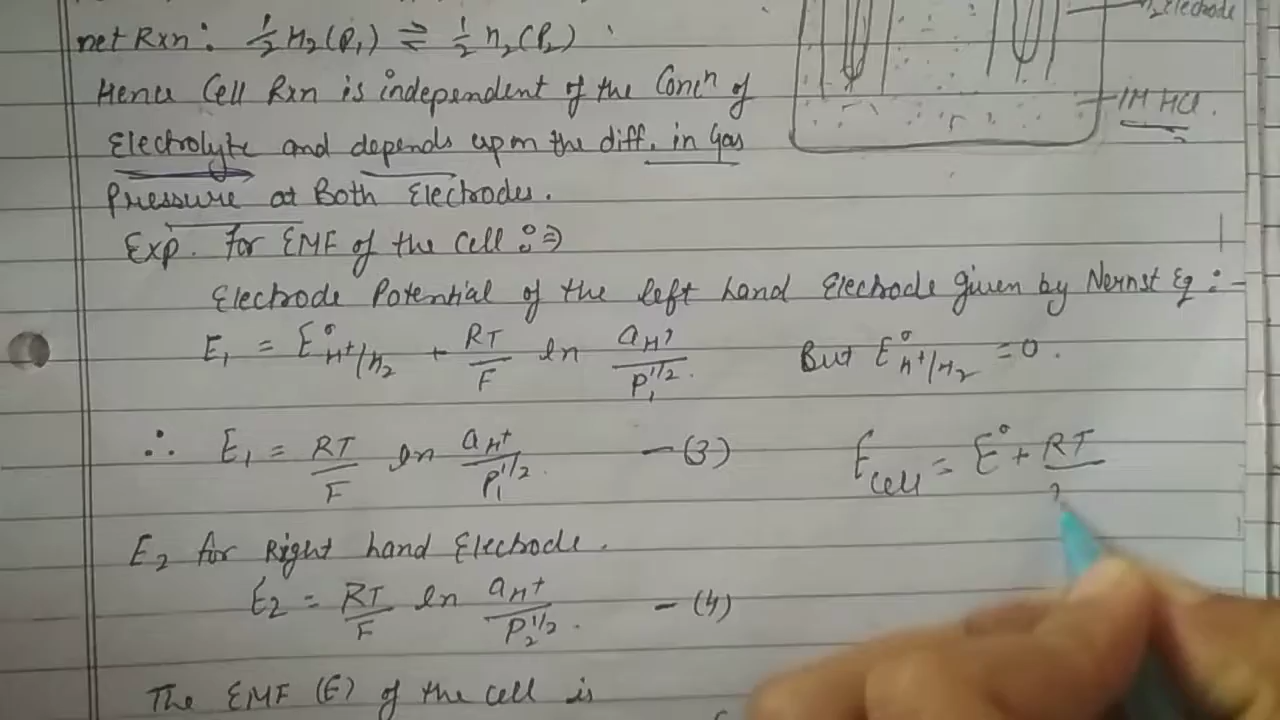 net Rxn: ½ H₂(P₁) ⇌ ½ H₂(P₂)
Electrode
Hence Cell Rxn is independent of the Concⁿ of
1M HCl.
Electrolyte and depends upon the diff. in Gas
Pressure at Both Electrodes.
Exp. for EMF of the cell :⇒
Electrode Potential of the left hand Electrode Given by Nernst Eq :-
E₁ = E°H⁺/H₂ + RT/F ln aH⁺/P₁^1/2. But E°H⁺/H₂ = 0.
∴ E₁ = RT/F ln aH⁺/P₁^1/2. —(3)
Ecell = E° + RT
E₂ for Right hand Electrode.
E₂ = RT/F ln aH⁺/P₂^1/2. —(4)
The EMF (E) of the cell is